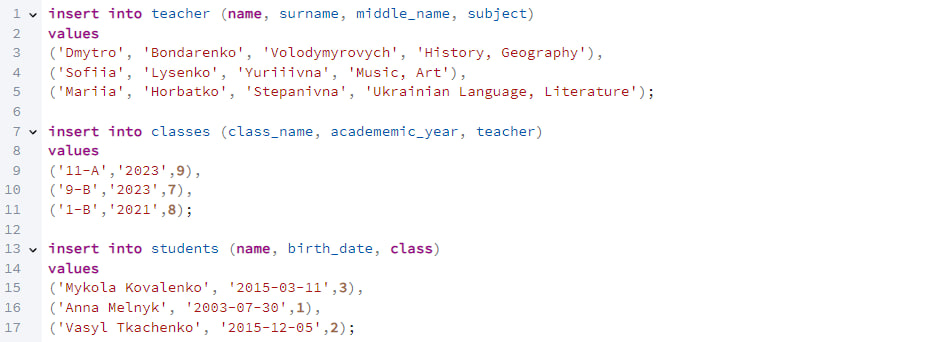 1 insert into teacher (name, surname, middle_name, subject)
2 values
3 ('Dmytro', 'Bondarenko', 'Volodymyrovych', 'History, Geography'),
4 ('Sofiia', 'Lysenko', 'Yuriiivna', 'Music, Art'),
5 ('Mariia', 'Horbatko', 'Stepanivna', 'Ukrainian Language, Literature');
6
7 insert into classes (class_name, academemic_year, teacher)
8 values
9 ('11-A','2023',9),
10 ('9-B','2023',7),
11 ('1-B','2021',8);
12
13 insert into students (name, birth_date, class)
14 values
15 ('Mykola Kovalenko', '2015-03-11',3),
16 ('Anna Melnyk', '2003-07-30',1),
17 ('Vasyl Tkachenko', '2015-12-05',2);